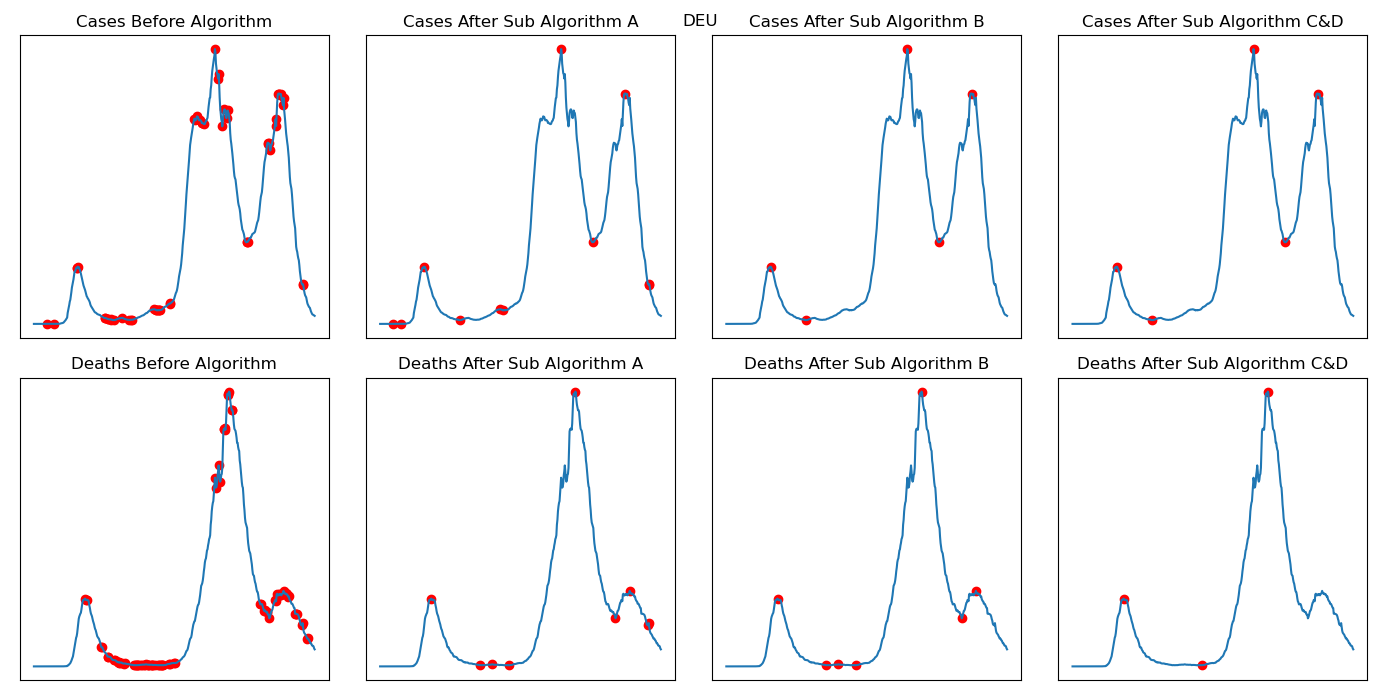 DEU
Cases Before Algorithm
Cases After Sub Algorithm A
Cases After Sub Algorithm B
Cases After Sub Algorithm C&D
Deaths Before Algorithm
Deaths After Sub Algorithm A
Deaths After Sub Algorithm B
Deaths After Sub Algorithm C&D